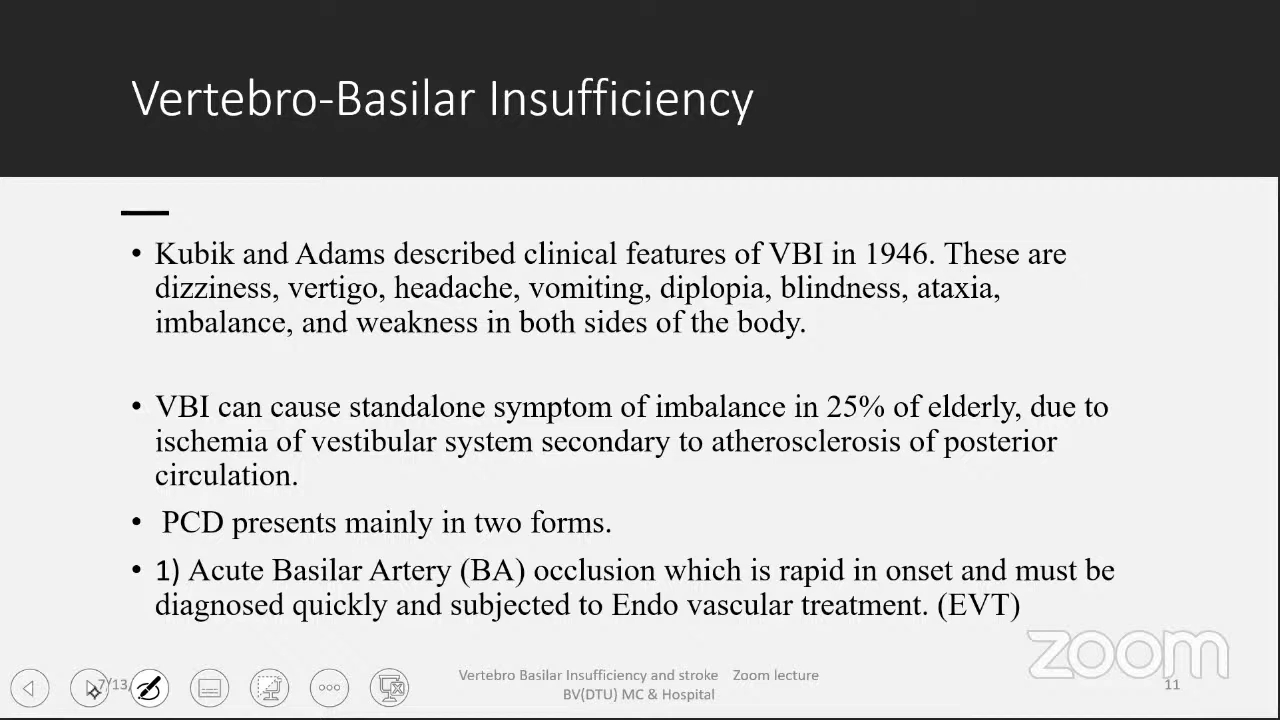 Vertebro-Basilar Insufficiency
• Kubik and Adams described clinical features of VBI in 1946. These are
dizziness, vertigo, headache, vomiting, diplopia, blindness, ataxia,
imbalance, and weakness in both sides of the body.
• VBI can cause standalone symptom of imbalance in 25% of elderly, due to
ischemia of vestibular system secondary to atherosclerosis of posterior
circulation.
• PCD presents mainly in two forms.
• 1) Acute Basilar Artery (BA) occlusion which is rapid in onset and must be
diagnosed quickly and subjected to Endo vascular treatment. (EVT)
zoom
7/13
Vertebro Basilar Insufficiency and stroke Zoom lecture
BV(DTU) MC & Hospital
11